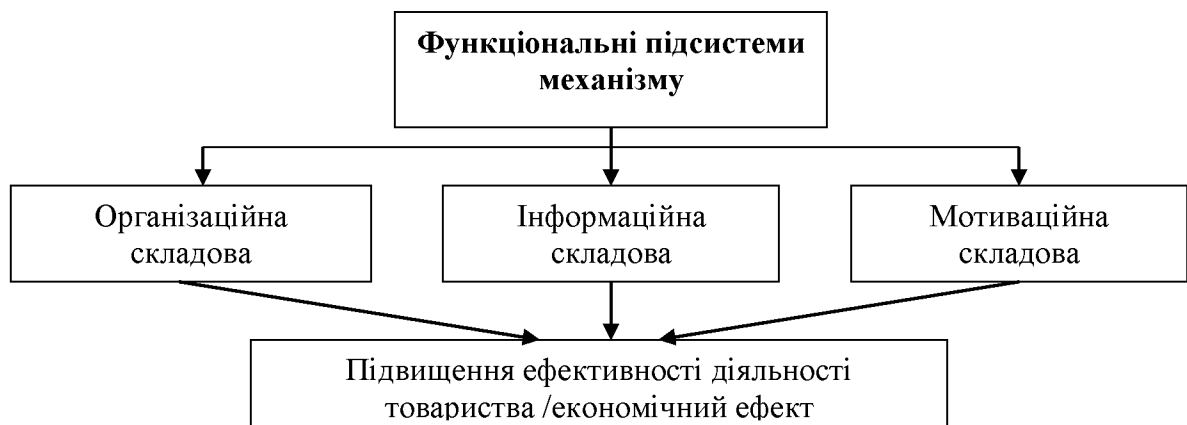 Функціональні підсистеми
механізму
Організаційна
складова
Інформаційна
складова
Мотиваційна
складова
Підвищення ефективності діяльності
товариства /економічний ефект